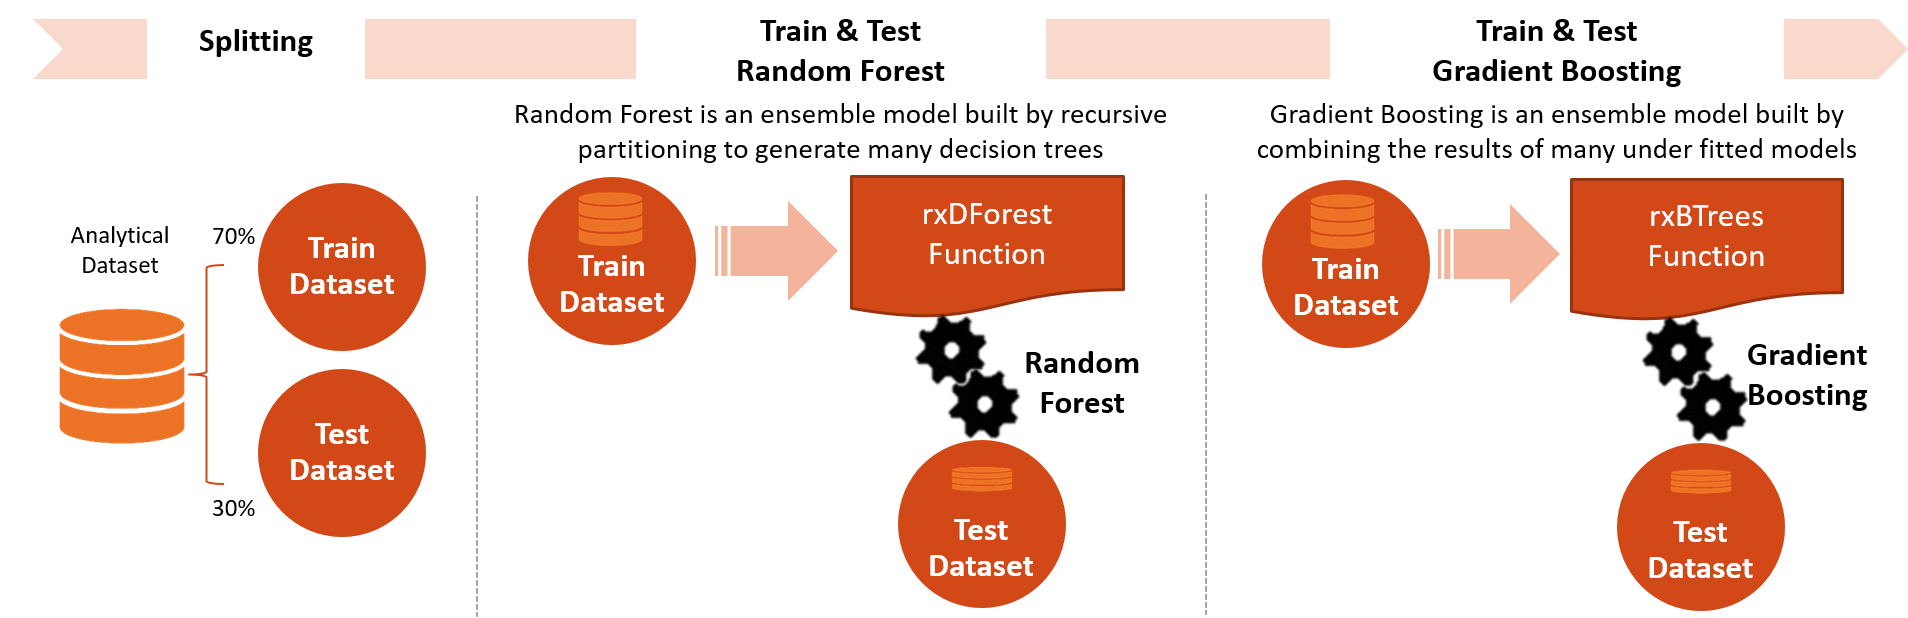 Splitting
Train & Test
Random Forest
Train & Test
Gradient Boosting
Random Forest is an ensemble model built by recursive
partitioning to generate many decision trees
Gradient Boosting is an ensemble model built by
combining the results of many under fitted models
Analytical
Dataset
70%
30%
Train
Dataset
Test
Dataset
Train
Dataset
rxDForest
Function
Random
Forest
Test
Dataset
Train
Dataset
rxBTrees
Function
Gradient
Boosting
Test
Dataset